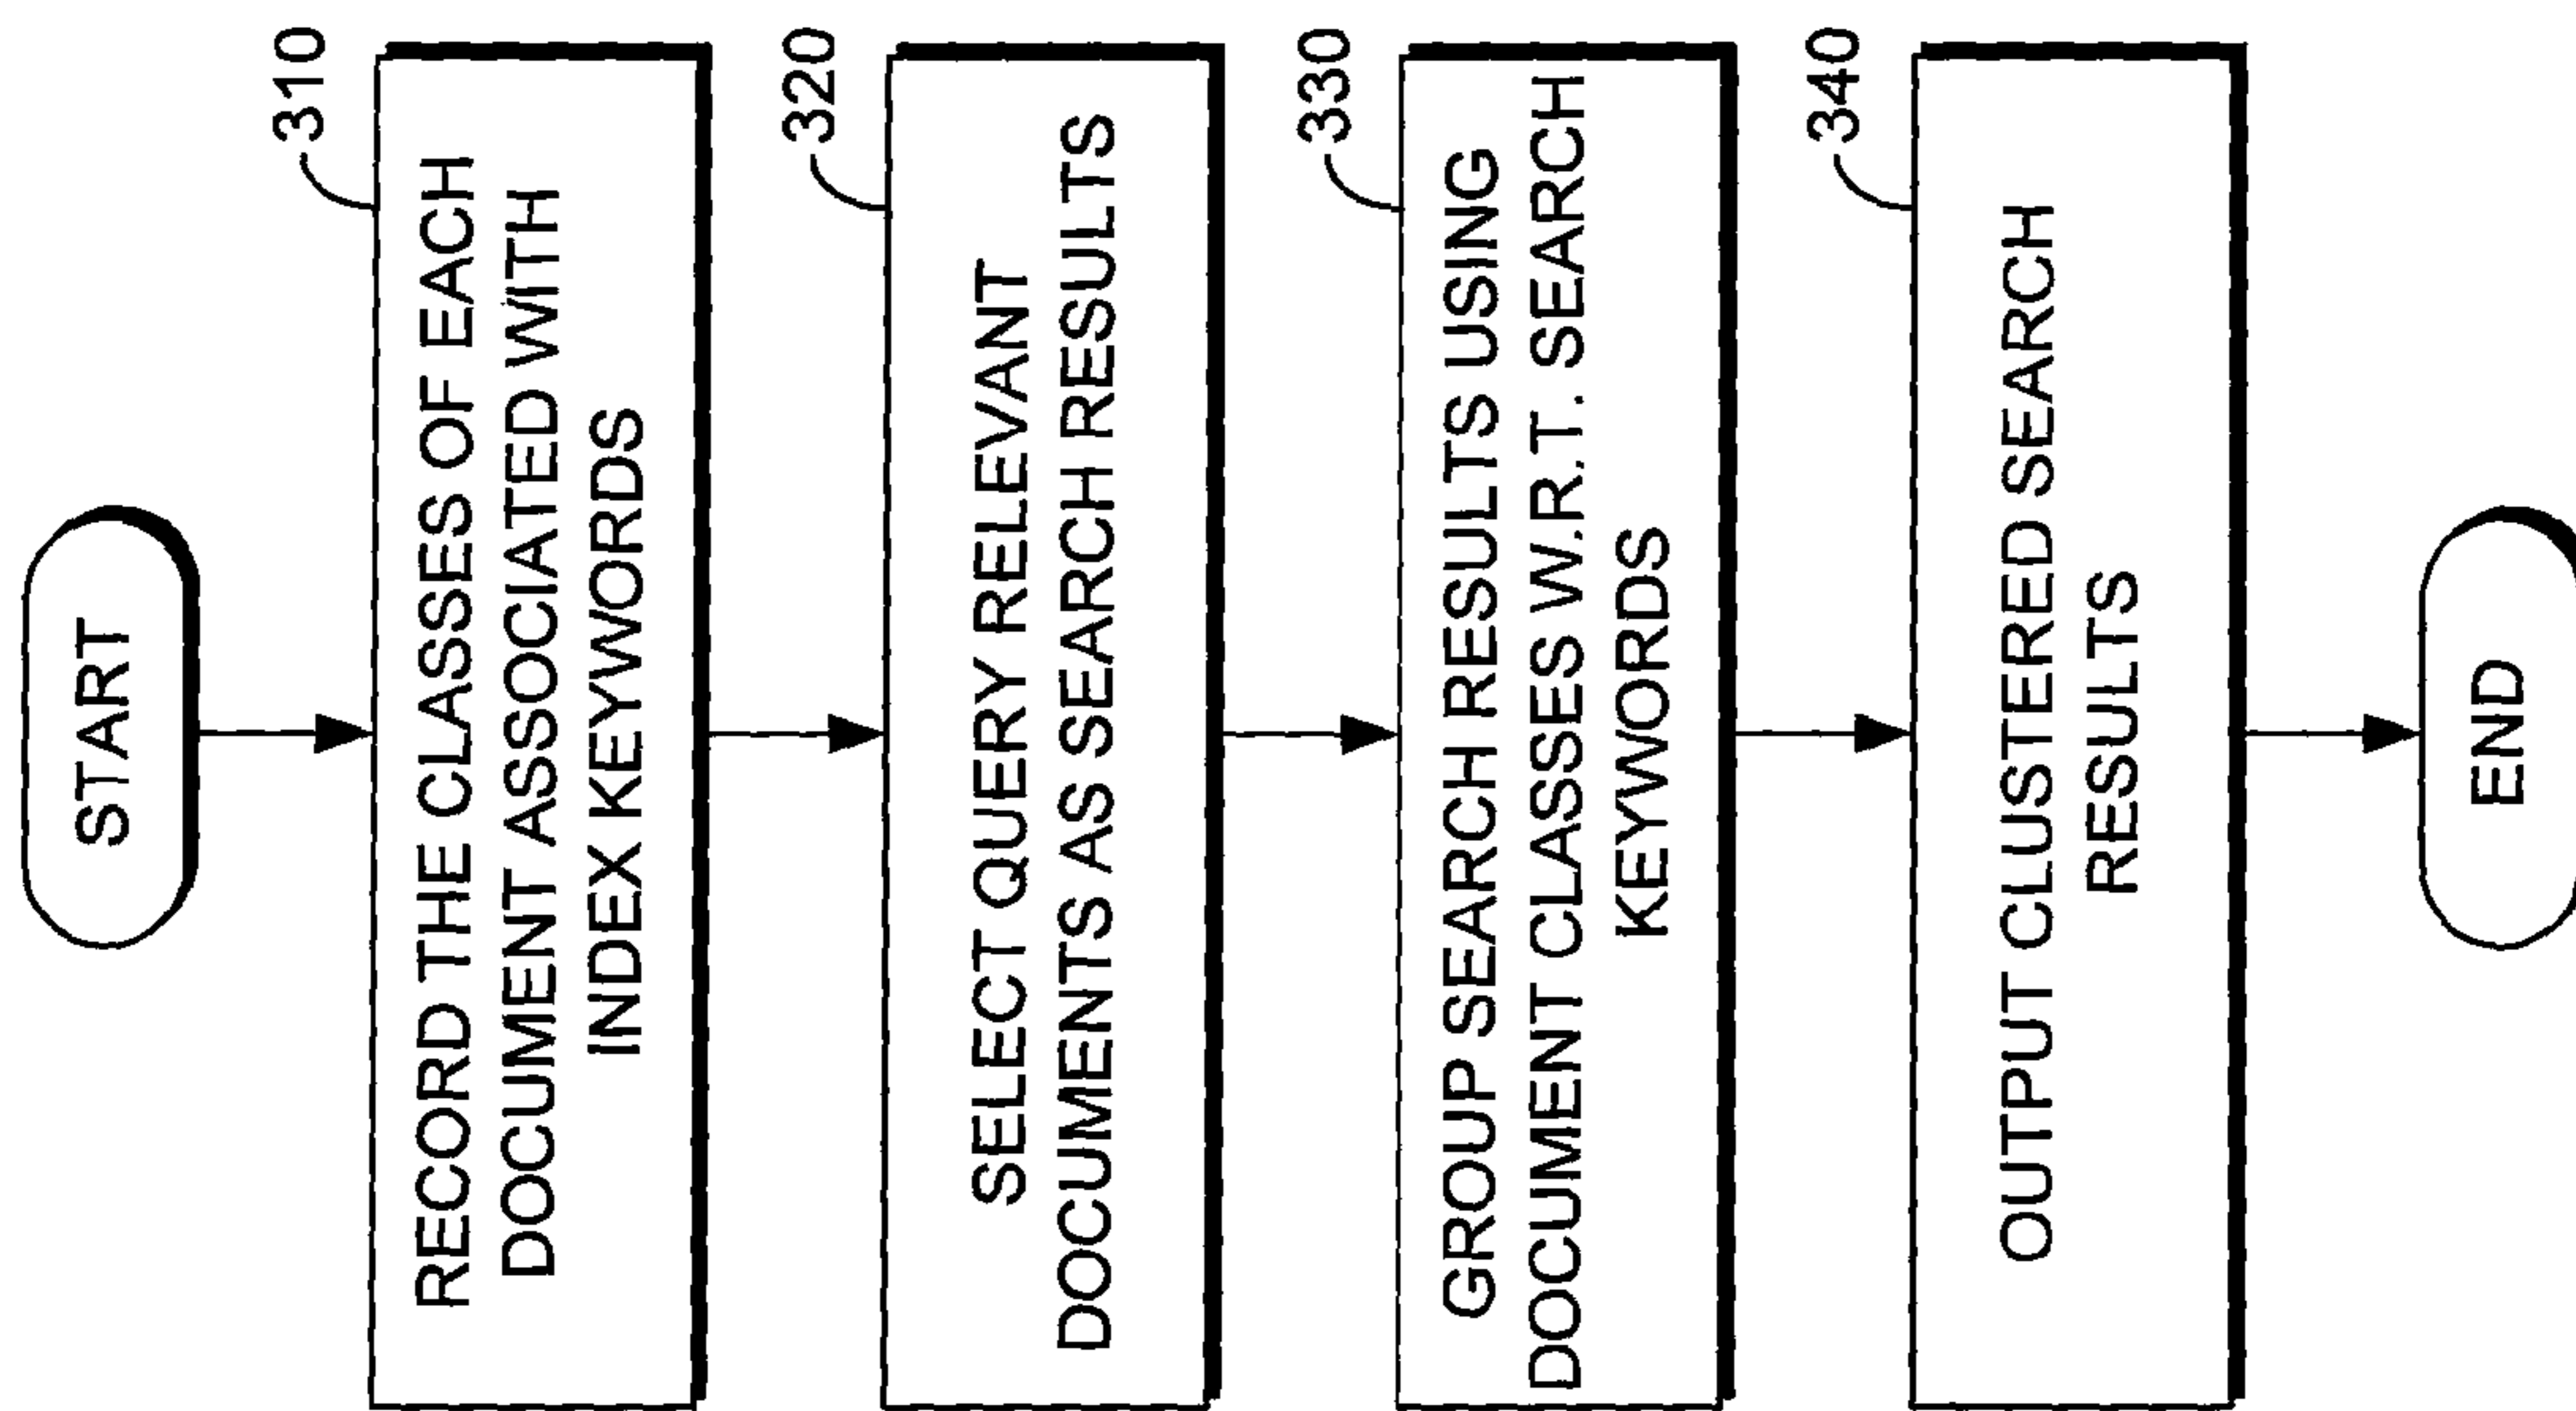 START
310
RECORD THE CLASSES OF EACH
DOCUMENT ASSOCIATED WITH
INDEX KEYWORDS
320
SELECT QUERY RELEVANT
DOCUMENTS AS SEARCH RESULTS
330
GROUP SEARCH RESULTS USING
DOCUMENT CLASSES W.R.T. SEARCH
KEYWORDS
340
OUTPUT CLUSTERED SEARCH
RESULTS
END